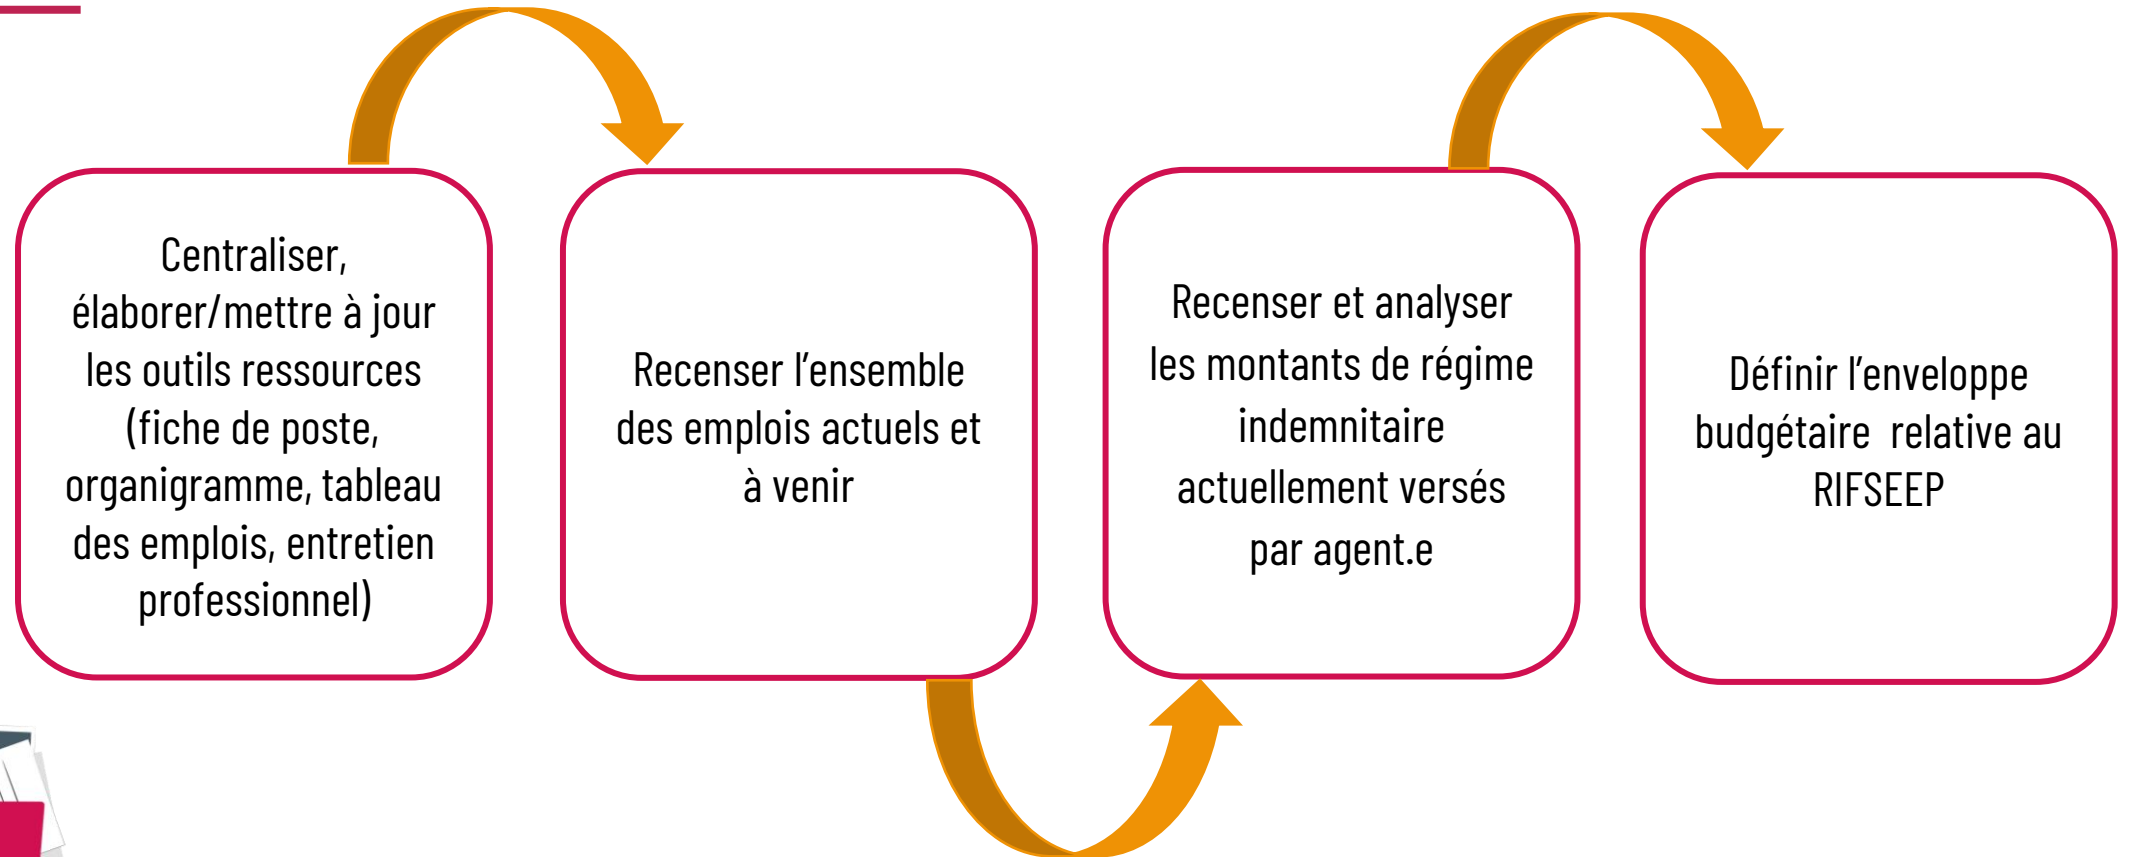 Centraliser,
élaborer/mettre à jour
les outils ressources
(fiche de poste,
organigramme, tableau
des emplois, entretien
professionnel)
Recenser l’ensemble
des emplois actuels et
à venir
Recenser et analyser
les montants de régime
indemnitaire
actuellement versés
par agent.e
Définir l’enveloppe
budgétaire  relative au
RIFSEEP